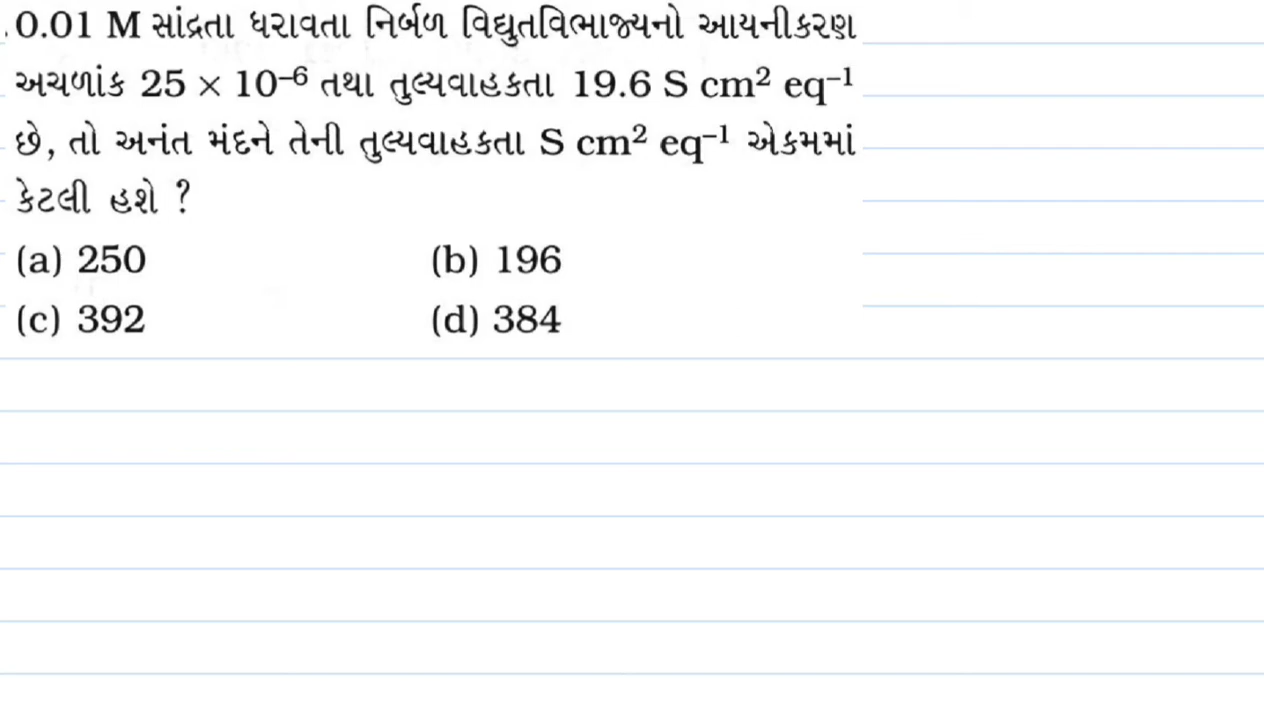 .0.01 M સાંદ્રતા ધરાવતા નિર્બળ વિદ્યુતવિભાજ્યનો આયનીકરણ
અચળાંક 25 × 10⁻⁶ તથા તુલ્યવાહકતા 19.6 S cm² eq⁻¹
છે, તો અનંત મંદને તેની તુલ્યવાહકતા S cm² eq⁻¹ એકમમાં
કેટલી હશે ?
(a) 250 (b) 196
(c) 392 (d) 384